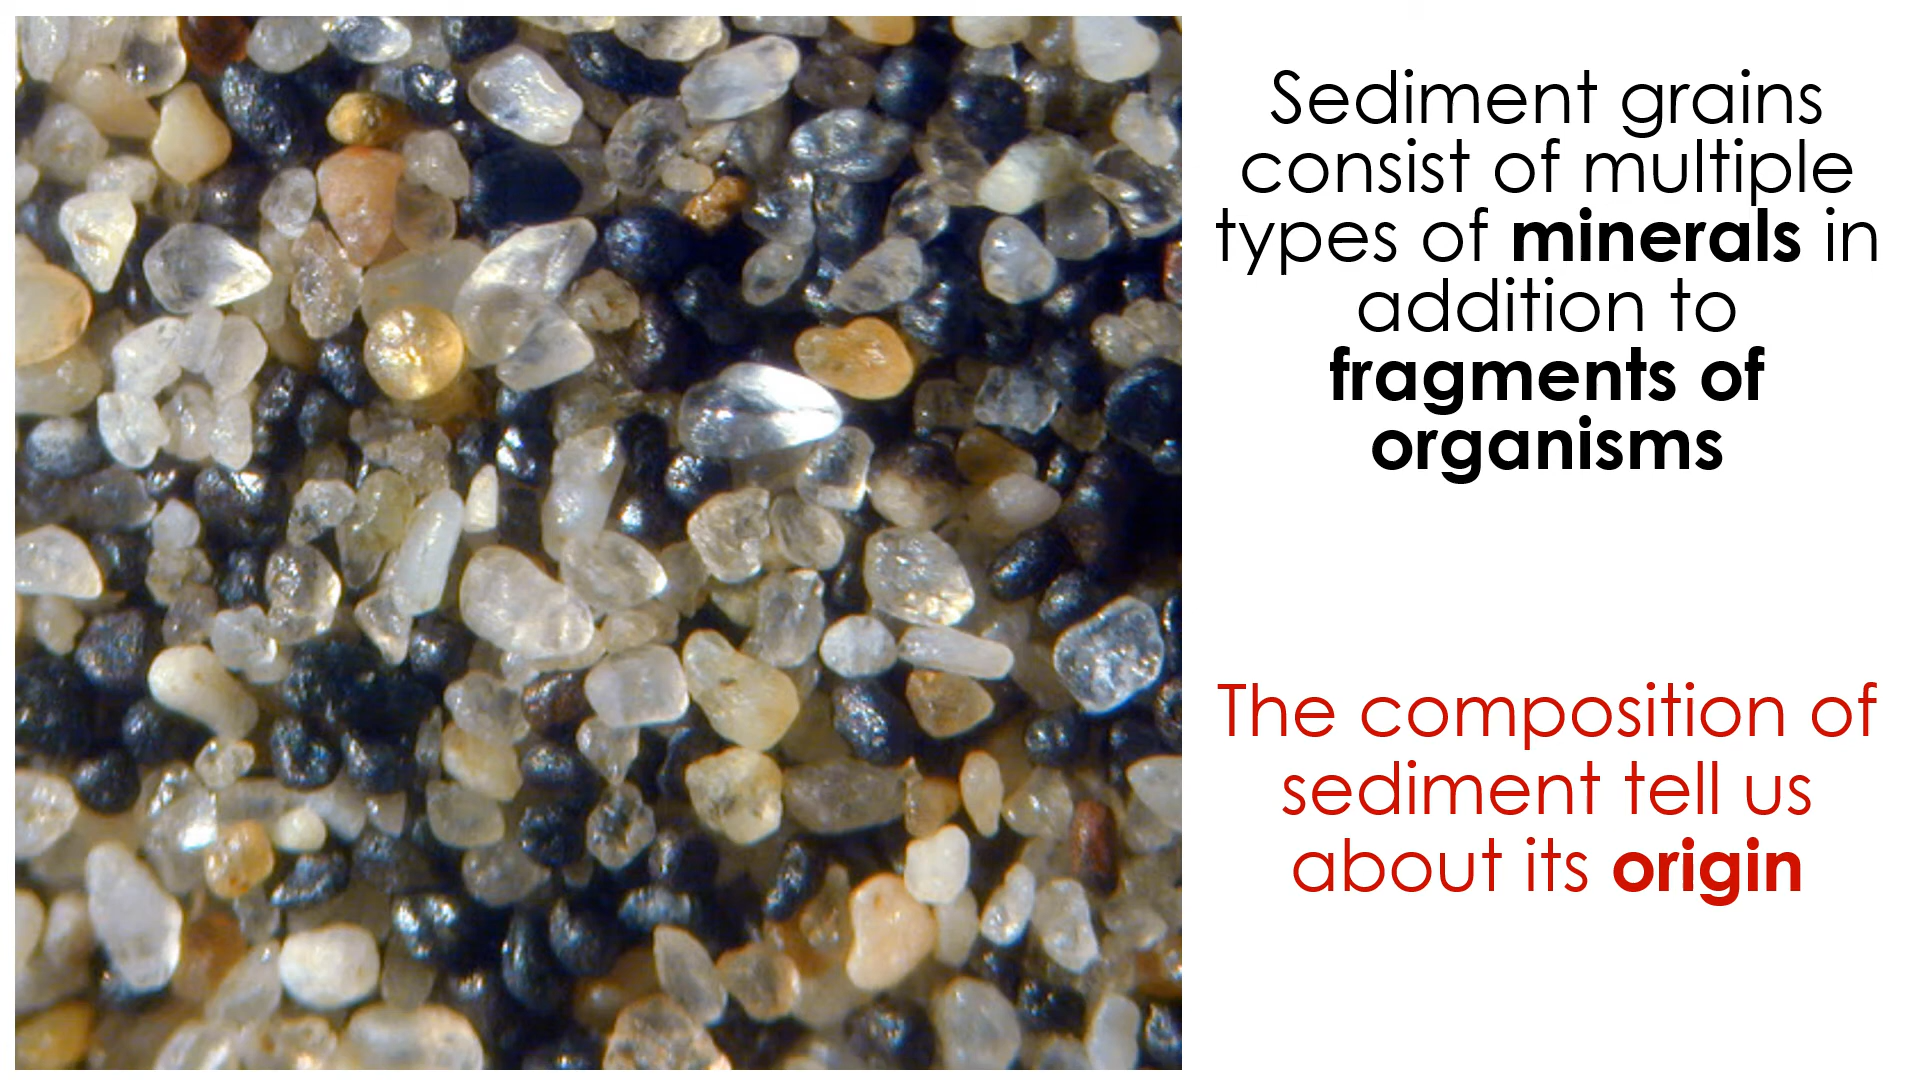 Sediment grains
consist of multiple
types of minerals in
addition to
fragments of
organisms
The composition of
sediment tell us
about its origin